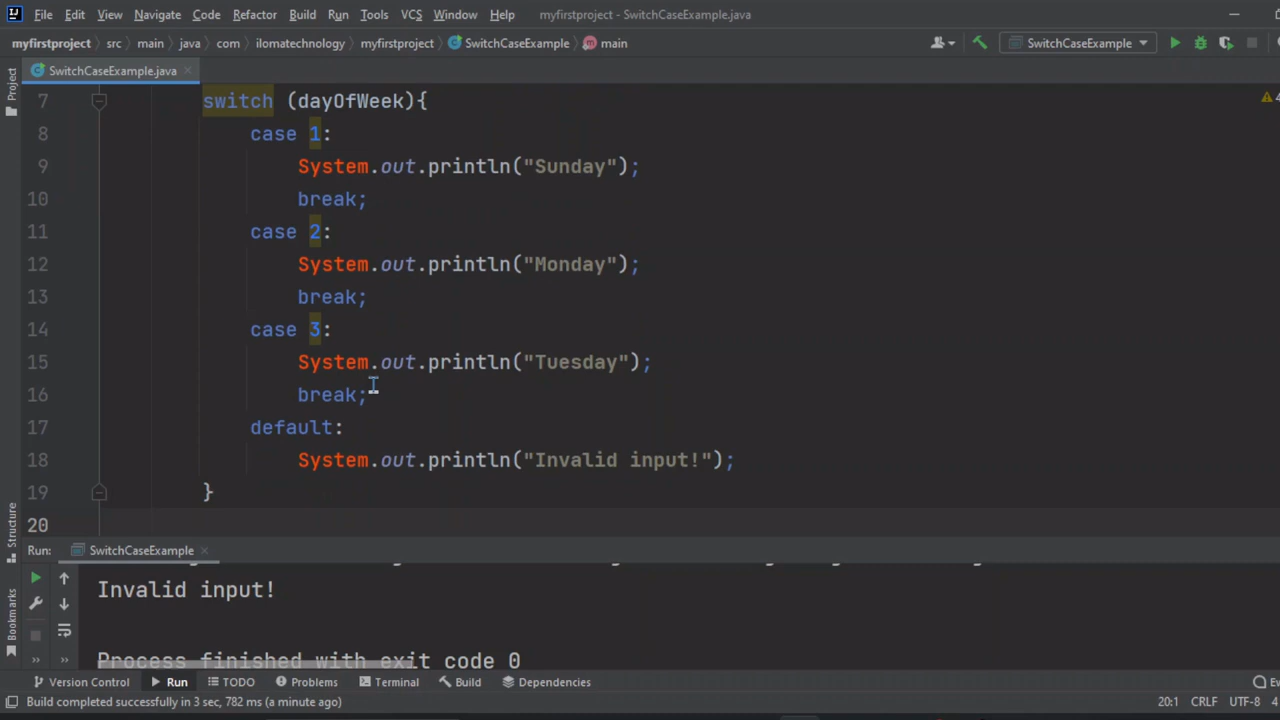 File Edit View Navigate Code Refactor Build Run Tools VCS Window Help myfirstproject - SwitchCaseExample.java
myfirstproject src main java com ilomatechnology myfirstproject SwitchCaseExample main SwitchCaseExample
SwitchCaseExample.java
Project
7 switch (dayOfWeek){
8 case 1:
9 System.out.println("Sunday");
10 break;
11 case 2:
12 System.out.println("Monday");
13 break;
14 case 3:
15 System.out.println("Tuesday");
16 break;
17 default:
18 System.out.println("Invalid input!");
19 }
20
Structure
Run: SwitchCaseExample
Invalid input!
Bookmarks
Process finished with exit code 0
Version Control Run TODO Problems Terminal Build Dependencies
Build completed successfully in 3 sec, 782 ms (a minute ago) 20:1 CRLF UTF-8 4